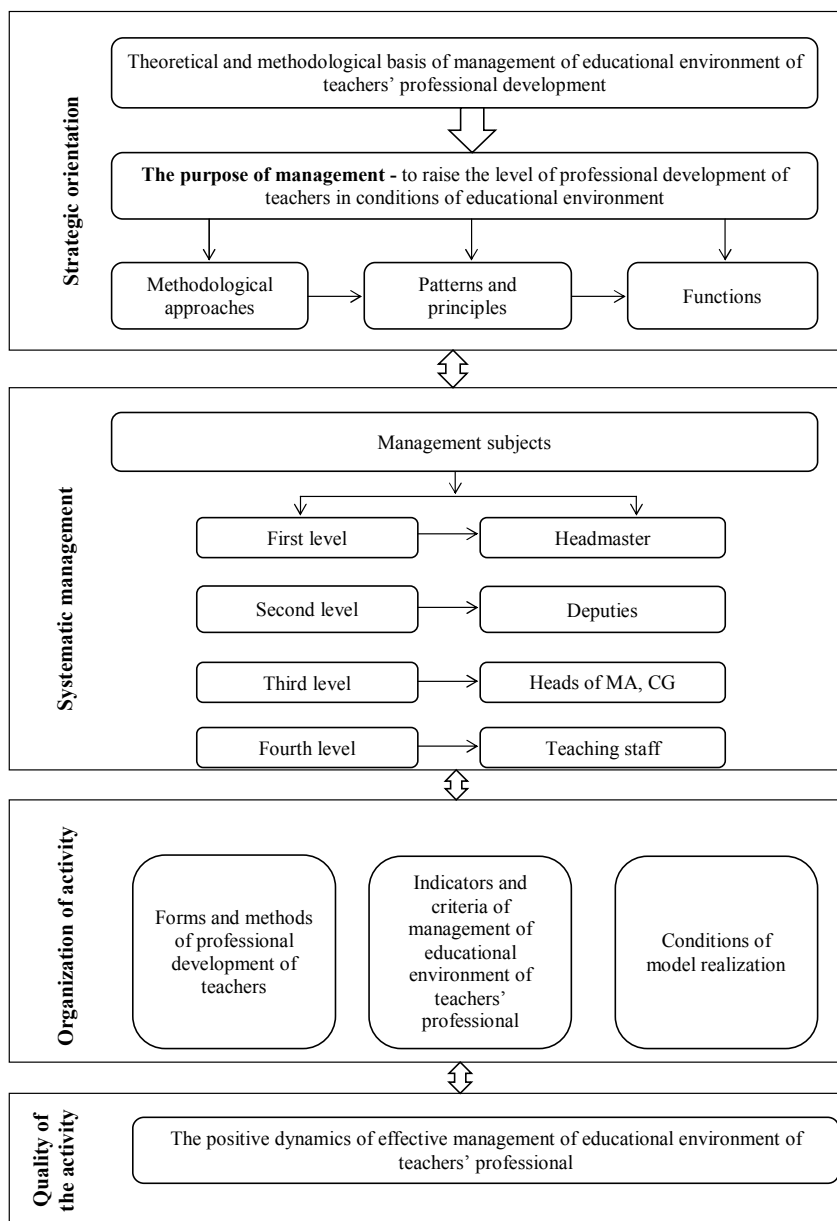 Strategic orientation
Theoretical and methodological basis of management of educational environment of
teachers’ professional development
The purpose of management - to raise the level of professional development of
teachers in conditions of educational environment
Methodological
approaches
Patterns and
principles
Functions
Systematic management
Management subjects
First level
Headmaster
Second level
Deputies
Third level
Heads of MA, CG
Fourth level
Teaching staff
Organization of activity
Forms and methods
of professional
development of
teachers
Indicators and
criteria of
management of
educational
environment of
teachers’
professional
Conditions of
model realization
Quality of
the activity
The positive dynamics of effective management of educational environment of
teachers’ professional